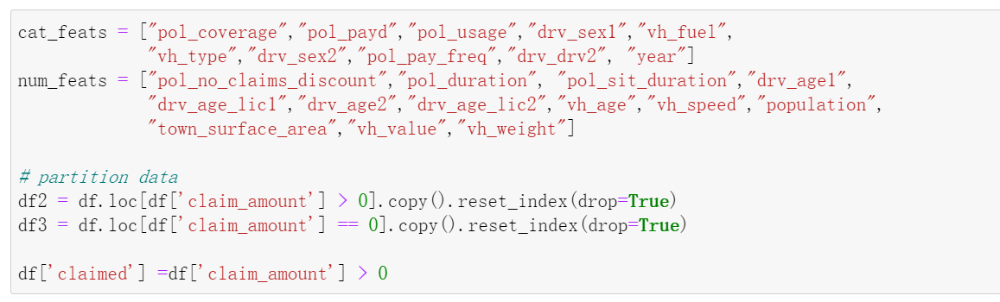 cat_feats = ["pol_coverage","pol_payd","pol_usage","drv_sex1","vh_fuel",
"vh_type","drv_sex2","pol_pay_freq","drv_drv2", "year"]
num_feats = ["pol_no_claims_discount","pol_duration", "pol_sit_duration","drv_age1",
"drv_age_lic1","drv_age2","drv_age_lic2","vh_age","vh_speed","population",
"town_surface_area","vh_value","vh_weight"]
# partition data
df2 = df.loc[df['claim_amount'] > 0].copy().reset_index(drop=True)
df3 = df.loc[df['claim_amount'] == 0].copy().reset_index(drop=True)
df['claimed'] =df['claim_amount'] > 0